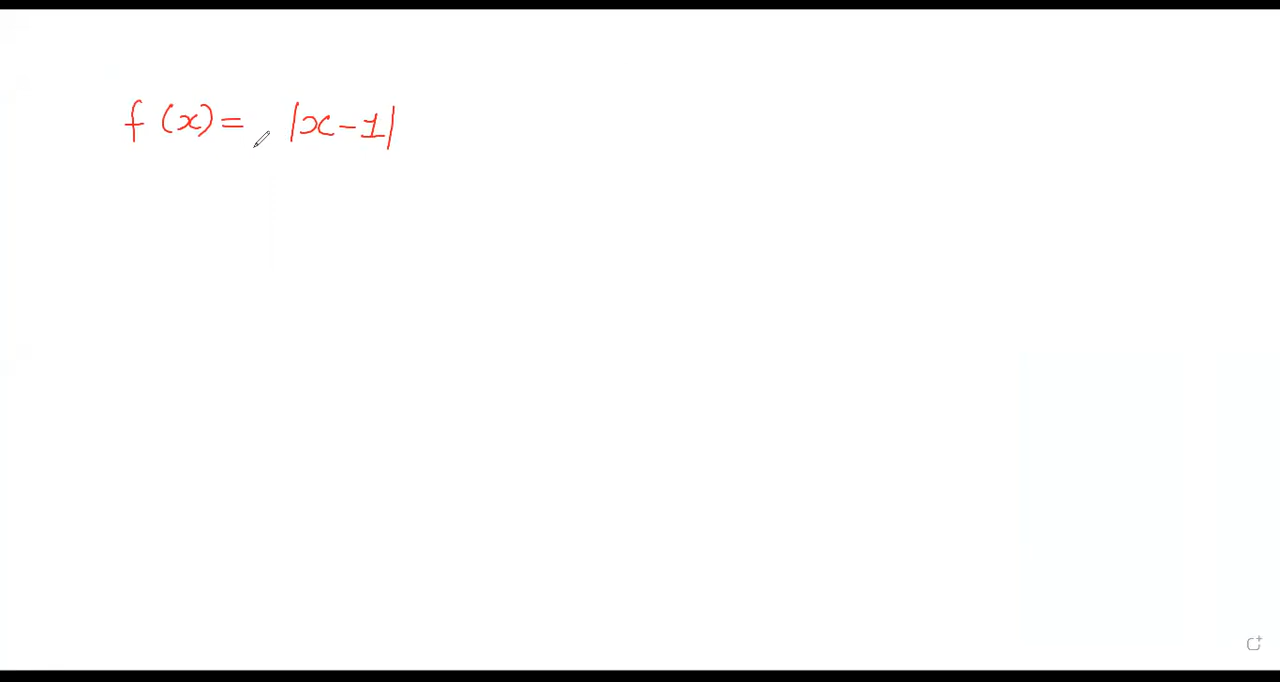 f(x) = |x-1|